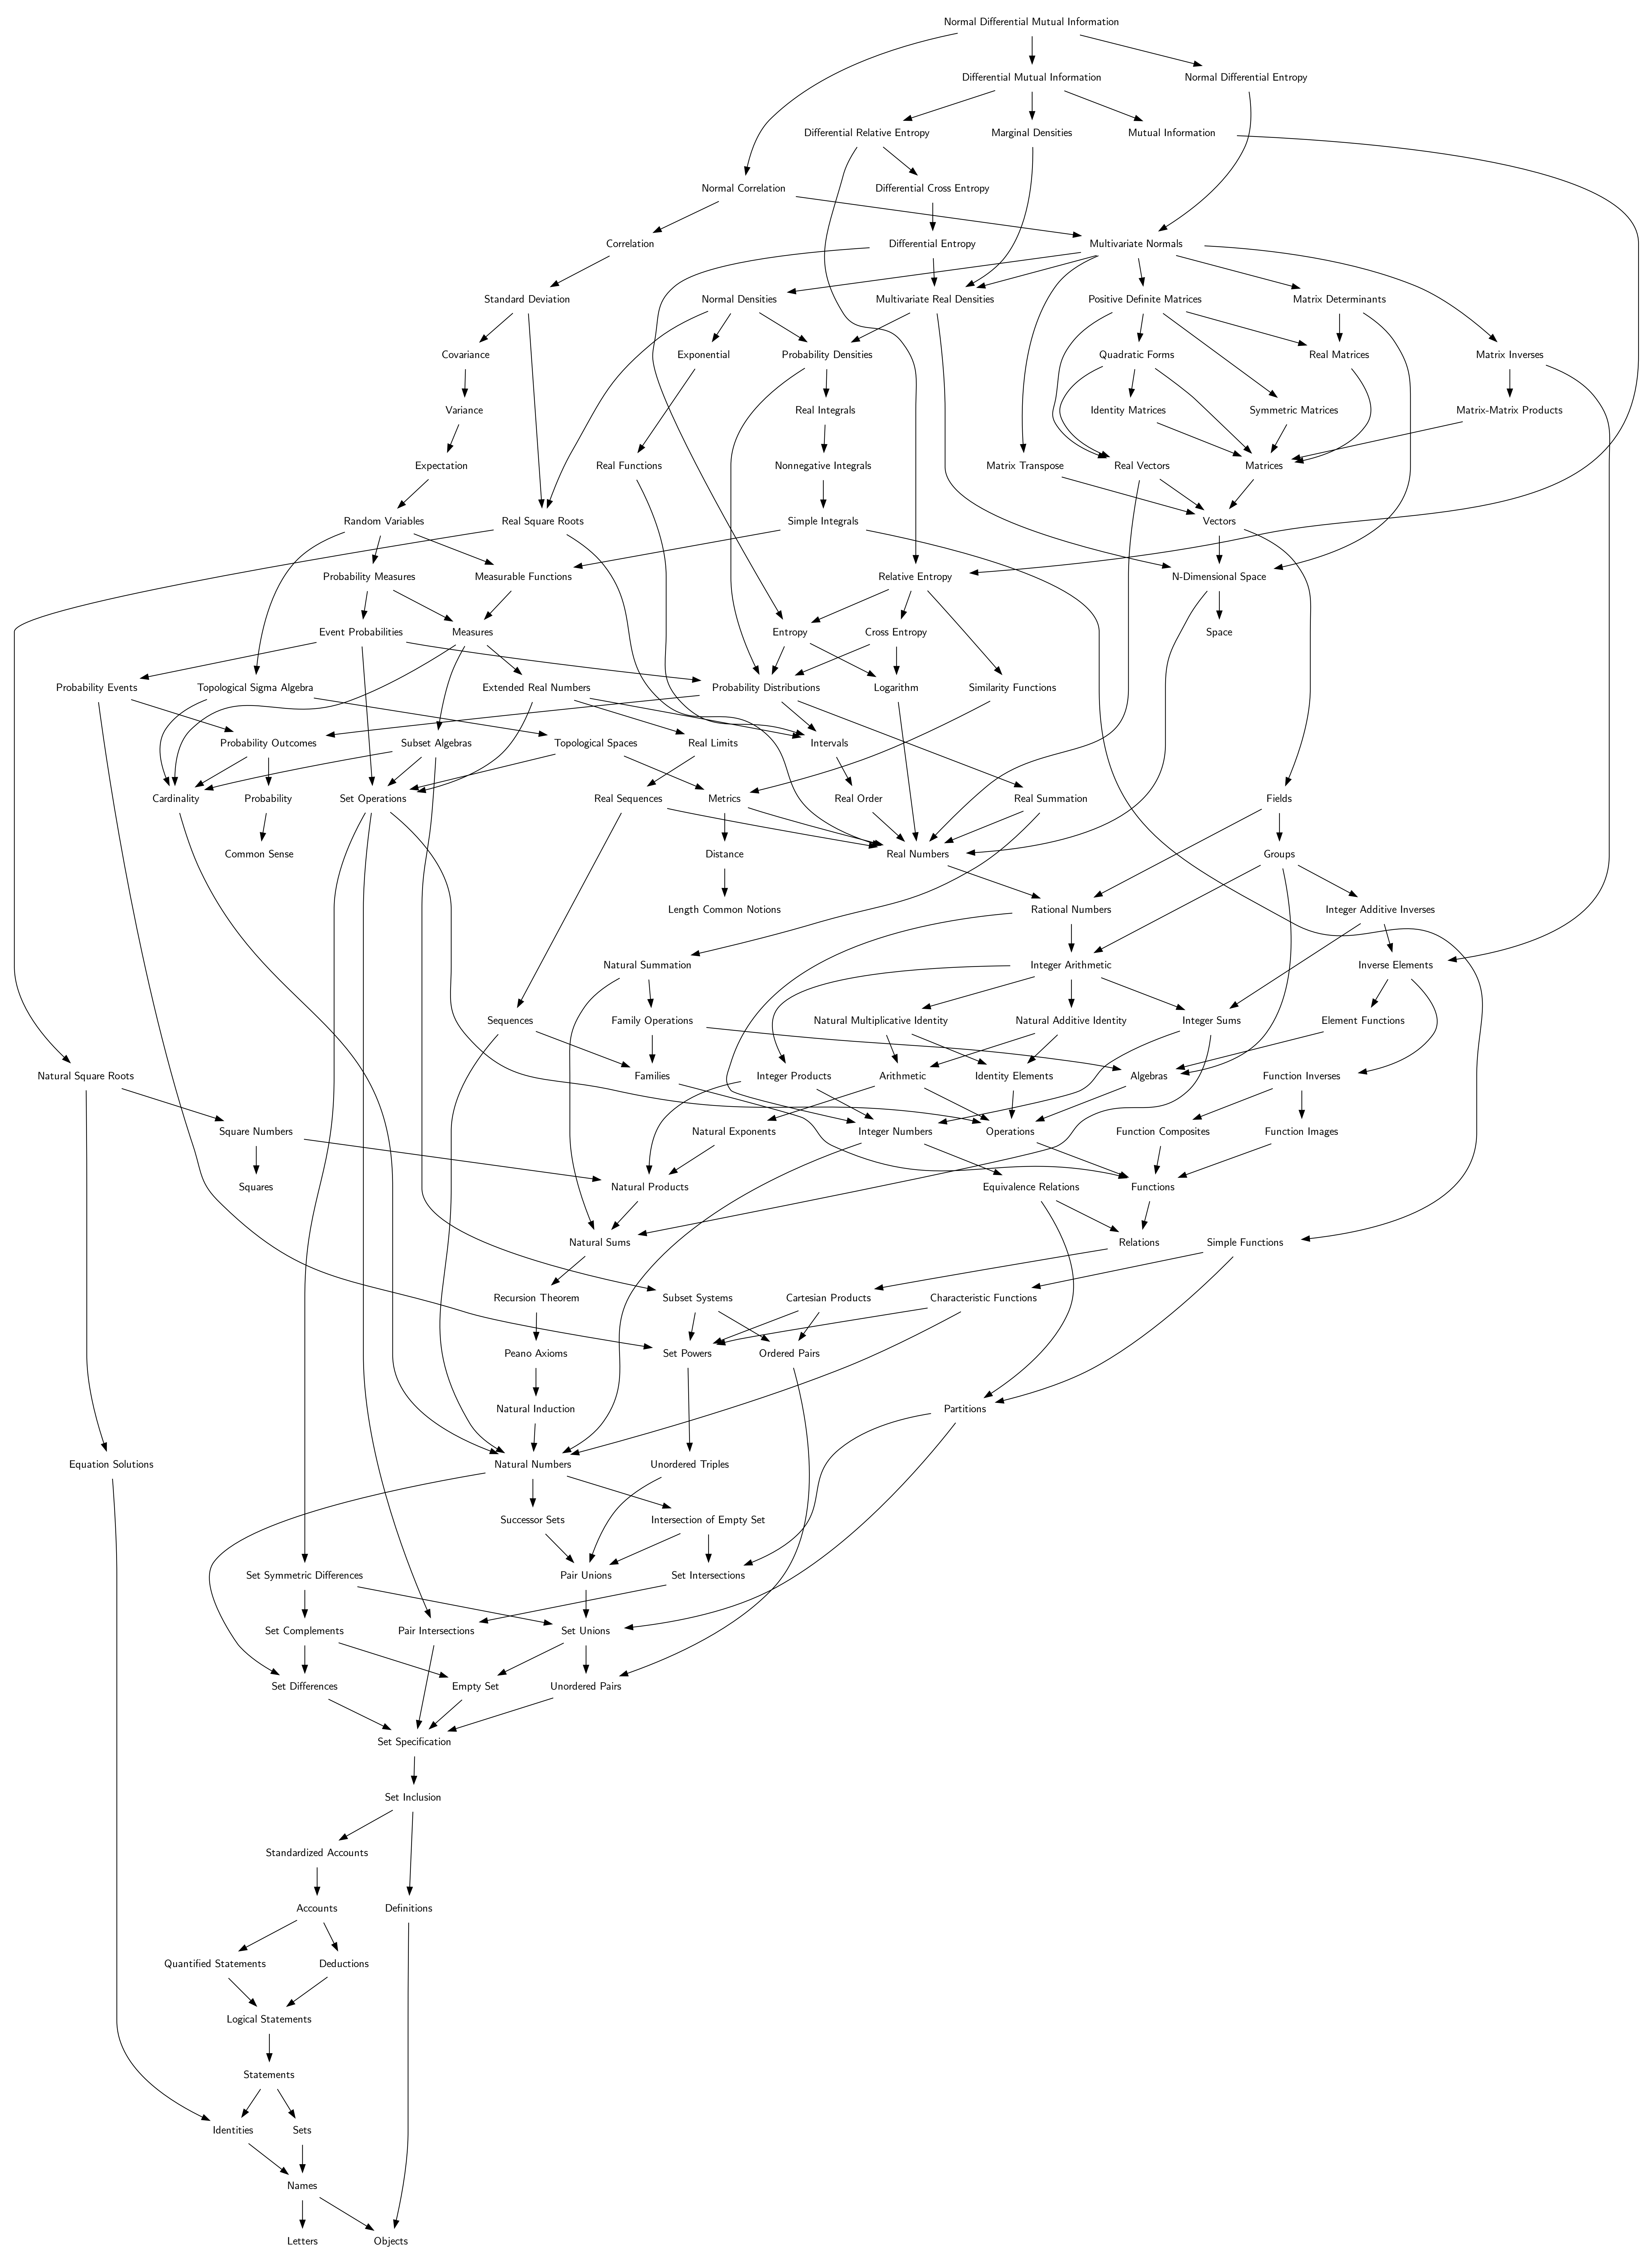 Normal Differential Mutual Information
Differential Mutual Information
Normal Differential Entropy
Differential Relative Entropy
Marginal Densities
Mutual Information
Normal Correlation
Differential Cross Entropy
Correlation
Differential Entropy
Multivariate Normals
Standard Deviation
Normal Densities
Multivariate Real Densities
Positive Definite Matrices
Matrix Determinants
Covariance
Exponential
Probability Densities
Quadratic Forms
Real Matrices
Matrix Inverses
Variance
Real Integrals
Identity Matrices
Symmetric Matrices
Matrix-Matrix Products
Expectation
Real Functions
Nonnegative Integrals
Matrix Transpose
Real Vectors
Matrices
Random Variables
Real Square Roots
Simple Integrals
Vectors
Probability Measures
Measurable Functions
Relative Entropy
N-Dimensional Space
Event Probabilities
Measures
Entropy
Cross Entropy
Space
Probability Events
Topological Sigma Algebra
Extended Real Numbers
Probability Distributions
Logarithm
Similarity Functions
Probability Outcomes
Subset Algebras
Topological Spaces
Real Limits
Intervals
Cardinality
Probability
Set Operations
Real Sequences
Metrics
Real Order
Real Summation
Fields
Common Sense
Distance
Real Numbers
Groups
Length Common Notions
Rational Numbers
Integer Additive Inverses
Natural Summation
Integer Arithmetic
Inverse Elements
Sequences
Family Operations
Natural Multiplicative Identity
Natural Additive Identity
Integer Sums
Element Functions
Natural Square Roots
Families
Integer Products
Arithmetic
Identity Elements
Algebras
Function Inverses
Square Numbers
Natural Exponents
Integer Numbers
Operations
Function Composites
Function Images
Squares
Natural Products
Equivalence Relations
Functions
Natural Sums
Relations
Simple Functions
Recursion Theorem
Subset Systems
Cartesian Products
Characteristic Functions
Peano Axioms
Set Powers
Ordered Pairs
Natural Induction
Partitions
Equation Solutions
Natural Numbers
Unordered Triples
Successor Sets
Intersection of Empty Set
Set Symmetric Differences
Pair Unions
Set Intersections
Set Complements
Pair Intersections
Set Unions
Set Differences
Empty Set
Unordered Pairs
Set Specification
Set Inclusion
Standardized Accounts
Accounts
Definitions
Quantified Statements
Deductions
Logical Statements
Statements
Identities
Sets
Names
Letters
Objects